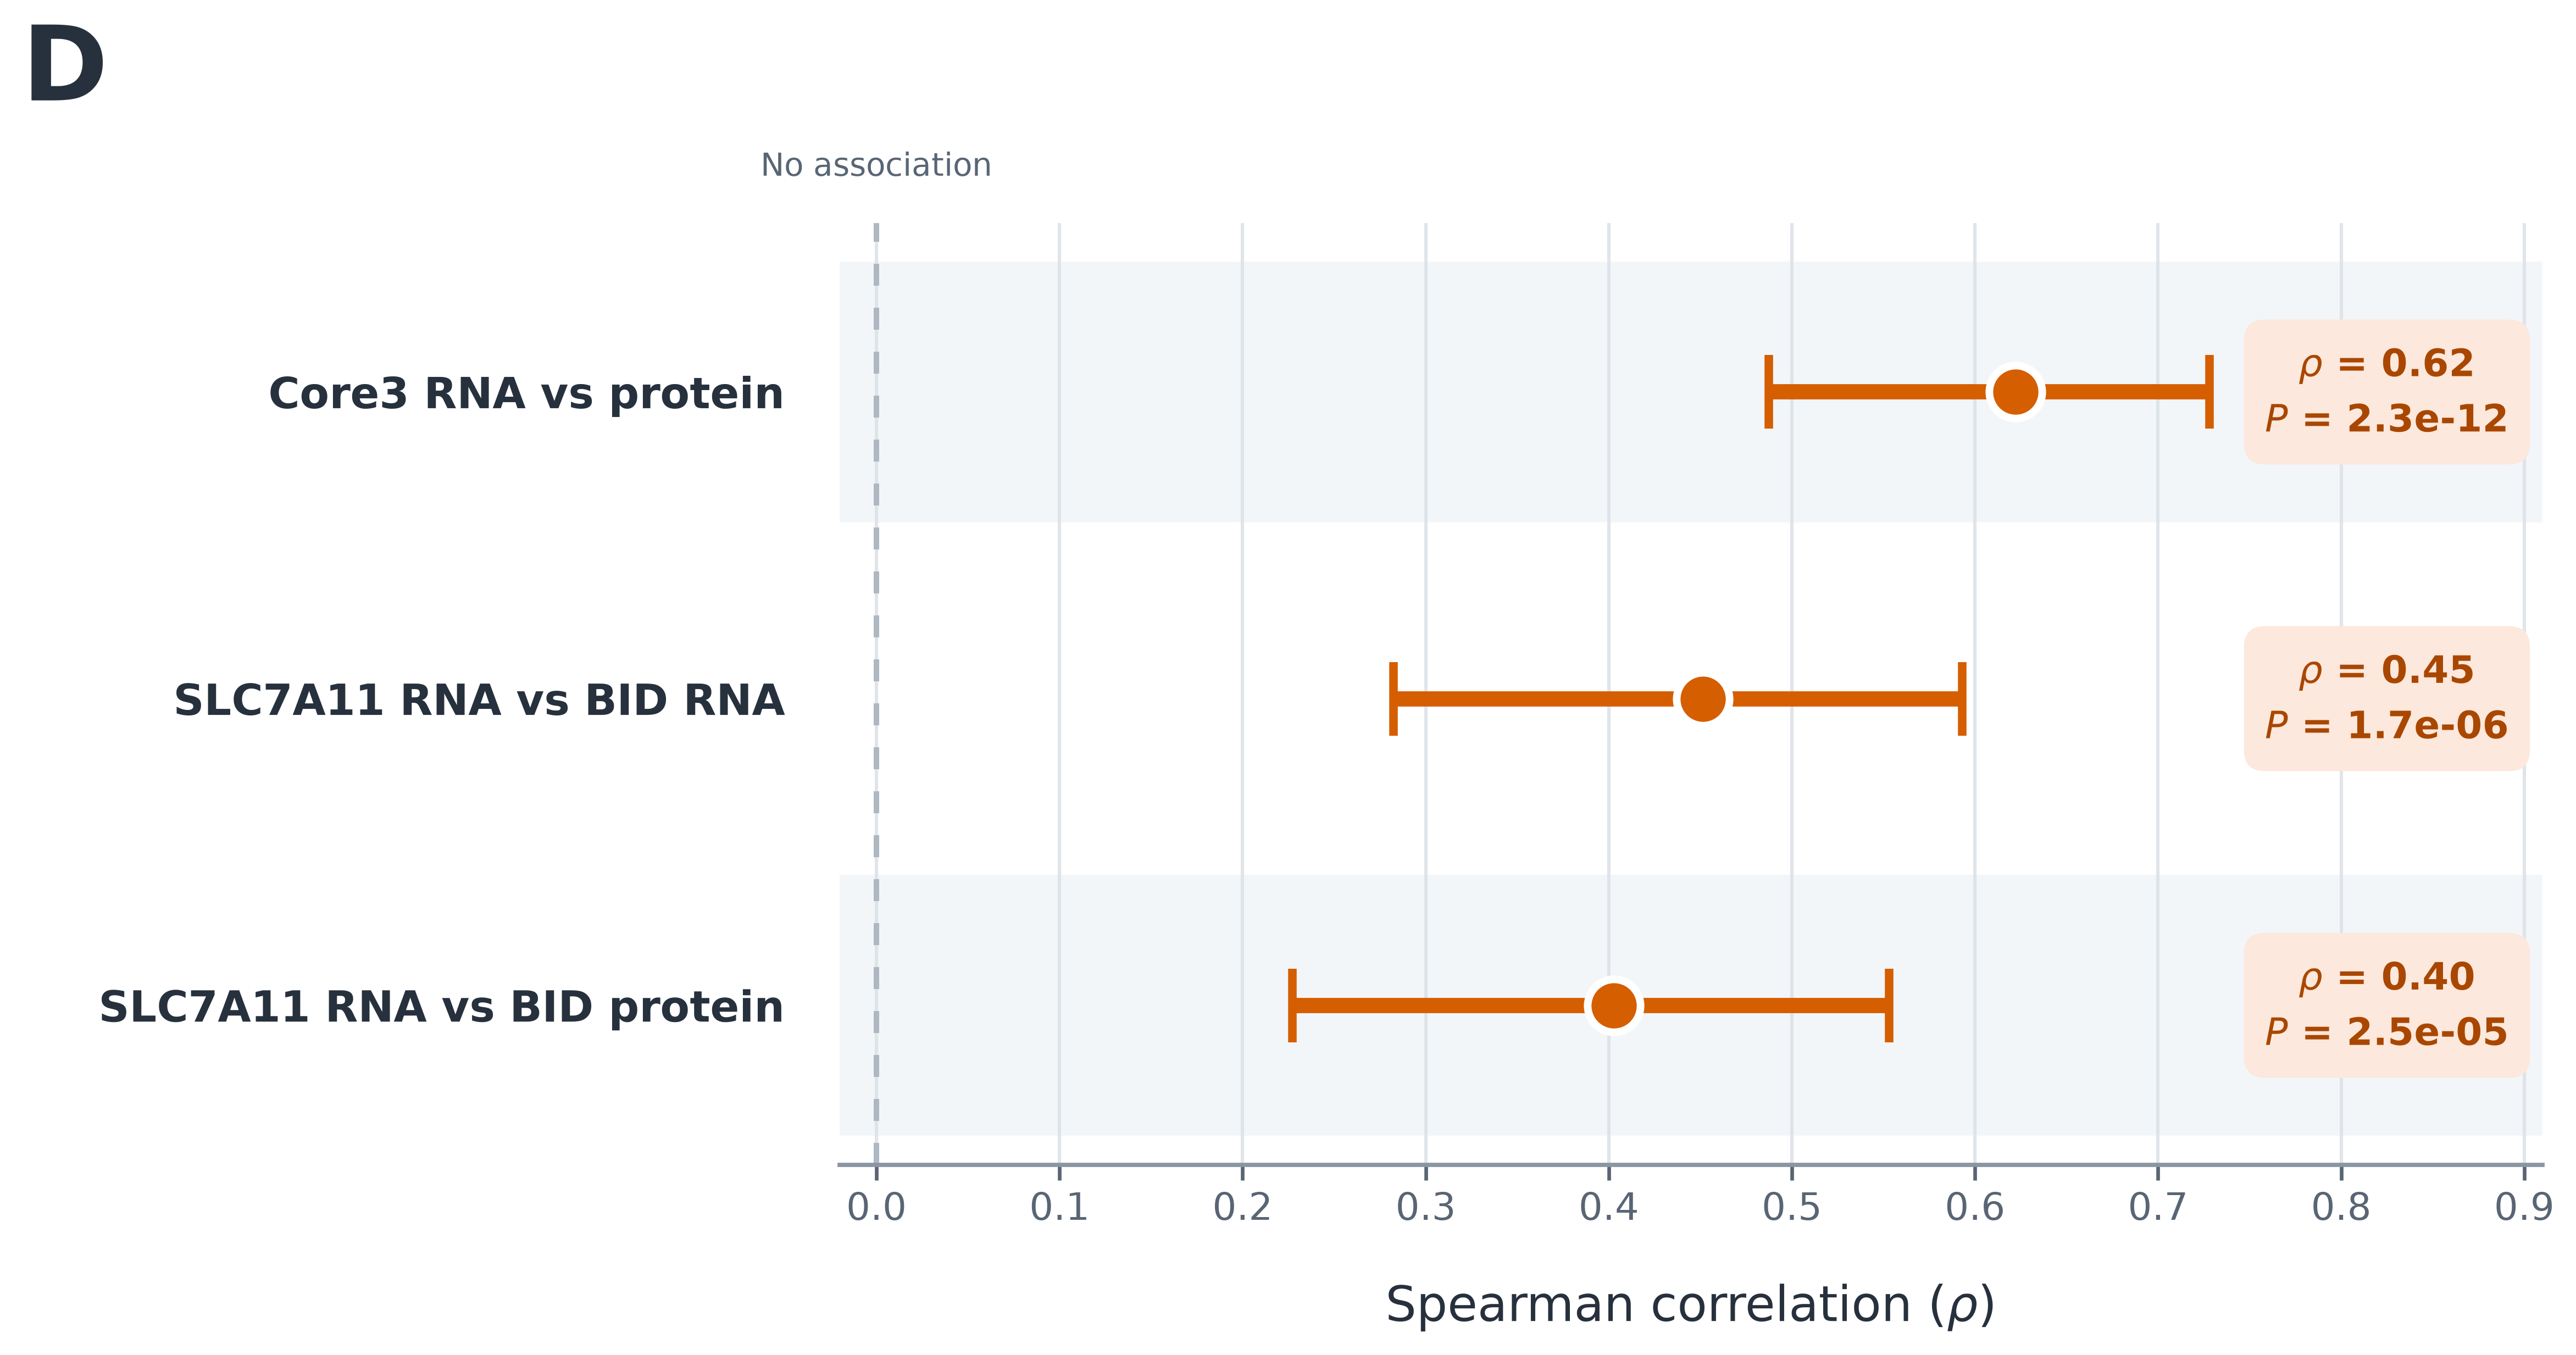 D
No association
Core3 RNA vs protein
ρ = 0.62
P = 2.3e-12
SLC7A11 RNA vs BID RNA
ρ = 0.45
P = 1.7e-06
SLC7A11 RNA vs BID protein
ρ = 0.40
P = 2.5e-05
0.0 0.1 0.2 0.3 0.4 0.5 0.6 0.7 0.8 0.9
Spearman correlation (ρ)